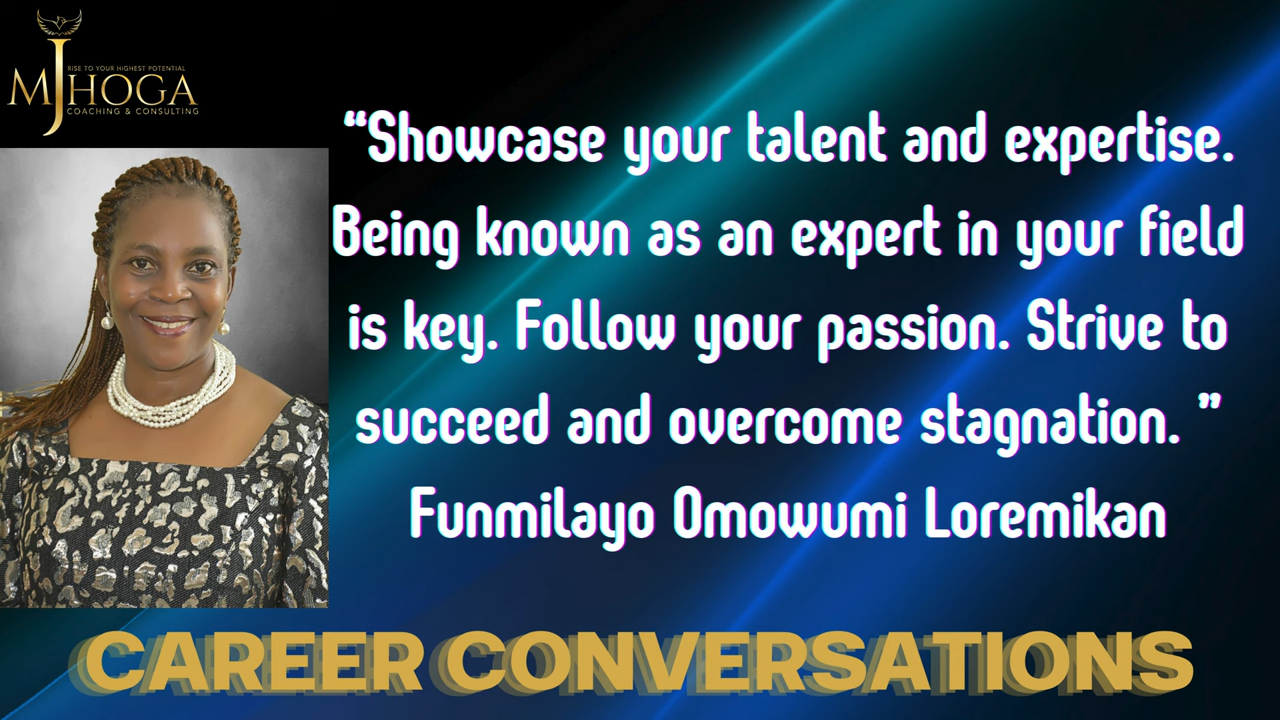 RISE TO YOUR HIGHEST POTENTIAL
MJHOGA
COACHING & CONSULTING
“Showcase your talent and expertise.
Being known as an expert in your field
is key. Follow your passion. Strive to
succeed and overcome stagnation. ”
Funmilayo Omowumi Loremikan
CAREER CONVERSATIONS